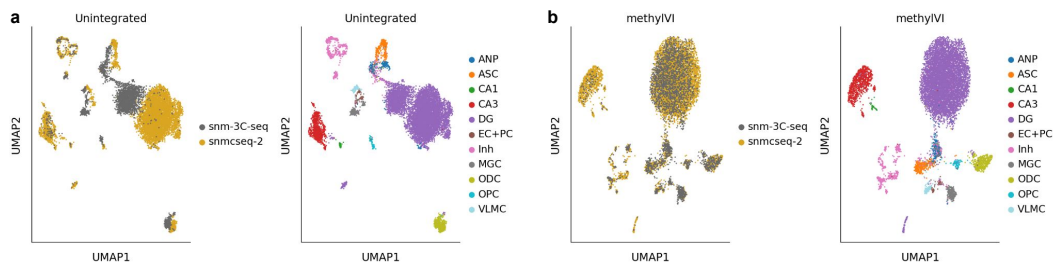 a
Unintegrated
UMAP2
UMAP1
snm-3C-seq
snmcseq-2
Unintegrated
UMAP2
UMAP1
ANP
ASC
CA1
CA3
DG
EC+PC
Inh
MGC
ODC
OPC
VLMC
b
methylVI
UMAP2
UMAP1
snm-3C-seq
snmcseq-2
methylVI
UMAP2
UMAP1
ANP
ASC
CA1
CA3
DG
EC+PC
Inh
MGC
ODC
OPC
VLMC